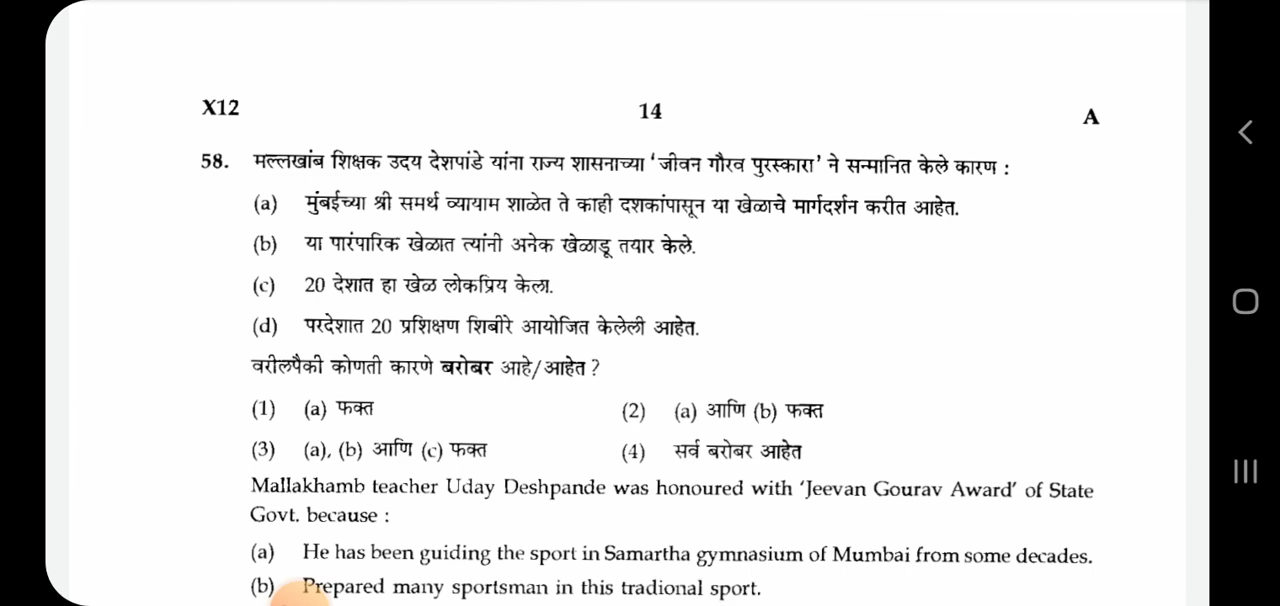 X12 14 A
58. मल्लखांब शिक्षक उदय देशपांडे यांना राज्य शासनाच्या 'जीवन गौरव पुरस्कारा' ने सन्मानित केले कारण :
(a) मुंबईच्या श्री समर्थ व्यायाम शाळेत ते काही दशकांपासून या खेळाचे मार्गदर्शन करीत आहेत.
(b) या पारंपारिक खेळात त्यांनी अनेक खेळाडू तयार केले.
(c) 20 देशात हा खेळ लोकप्रिय केला.
(d) परदेशात 20 प्रशिक्षण शिबीरे आयोजित केलेली आहेत.
वरीलपैकी कोणती कारणे बरोबर आहे/आहेत ?
(1) (a) फक्त (2) (a) आणि (b) फक्त
(3) (a), (b) आणि (c) फक्त (4) सर्व बरोबर आहेत
Mallakhamb teacher Uday Deshpande was honoured with 'Jeevan Gourav Award' of State
Govt. because :
(a) He has been guiding the sport in Samartha gymnasium of Mumbai from some decades.
(b) Prepared many sportsman in this tradional sport.